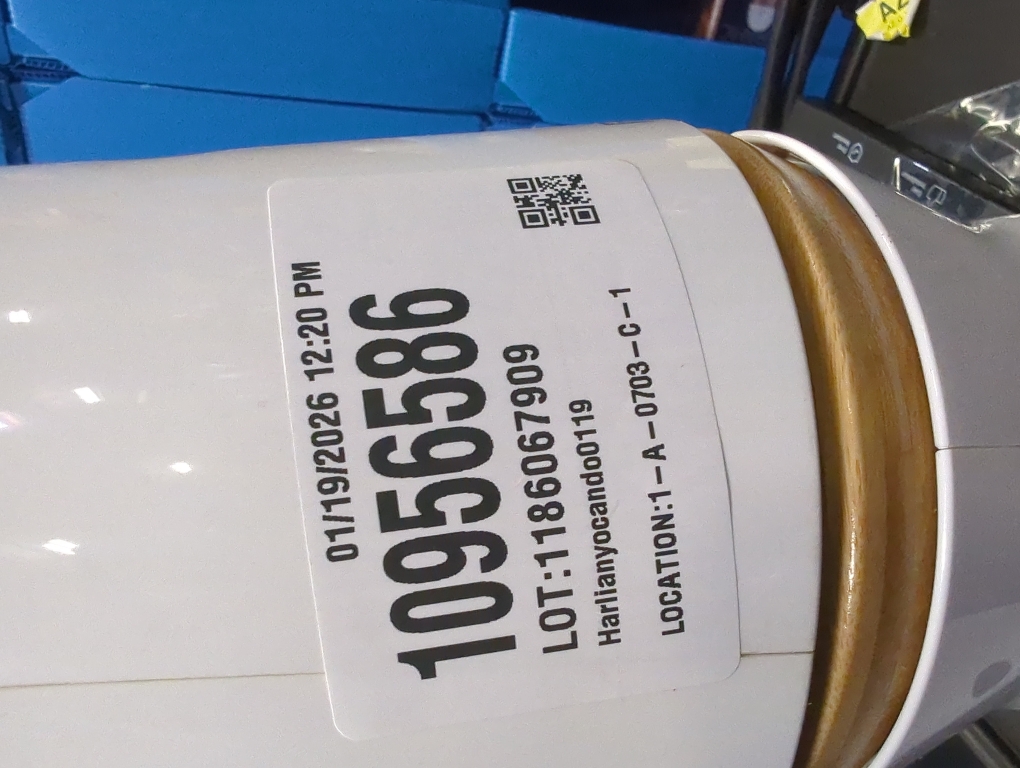 01/19/2026 12:20 PM
10956586
LOT:1186067909
Harlianyocando0119
LOCATION:1-A-0703-C-1